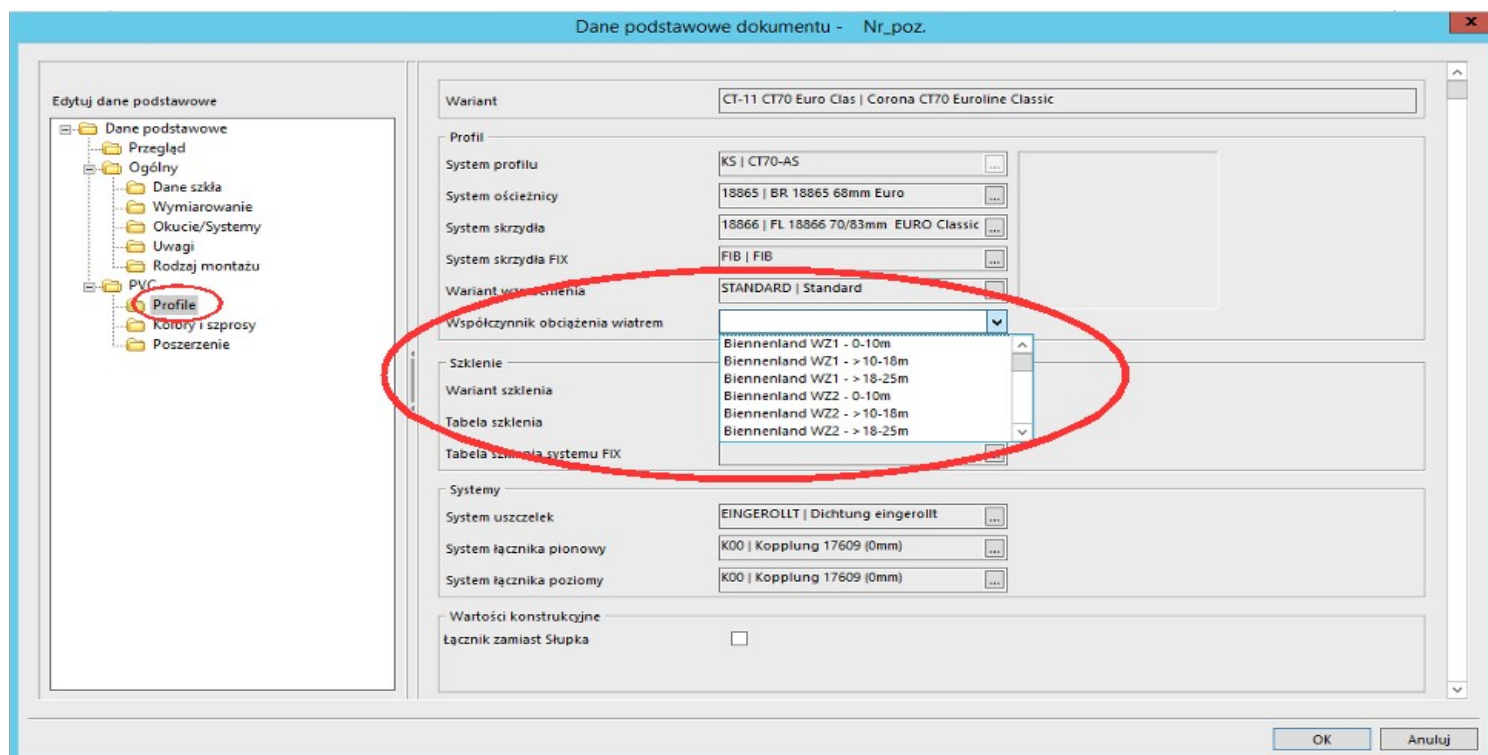 Dane podstawowe dokumentu - Nr_poz.
x
Edytuj dane podstawowe
Dane podstawowe
Przegląd
Ogólny
Dane szkła
Wymiarowanie
Okucie/Systemy
Uwagi
Rodzaj montażu
PVC
Profile
Kolory i szprosy
Poszerzenie
Wariant CT-11 CT70 Euro Clas | Corona CT70 Euroline Classic
Profil
System profilu KS | CT70-AS ...
System ościeżnicy 18865 | BR 18865 68mm Euro ...
System skrzydła 18866 | FL 18866 70/83mm EURO Classic ...
System skrzydła FIX FIB | FIB ...
Wariant wzmocnienia STANDARD | Standard ...
Współczynnik obciążenia wiatrem
Biennenland WZ1 - 0-10m
Biennenland WZ1 - >10-18m
Biennenland WZ1 - >18-25m
Biennenland WZ2 - 0-10m
Biennenland WZ2 - >10-18m
Biennenland WZ2 - >18-25m
Szklenie
Wariant szklenia
Tabela szklenia
Tabela szklenia systemu FIX ...
Systemy
System uszczelek EINGEROLLT | Dichtung eingerollt ...
System łącznika pionowy K00 | Kopplung 17609 (0mm) ...
System łącznika poziomy K00 | Kopplung 17609 (0mm) ...
Wartości konstrukcyjne
Łącznik zamiast Słupka
OK Anuluj